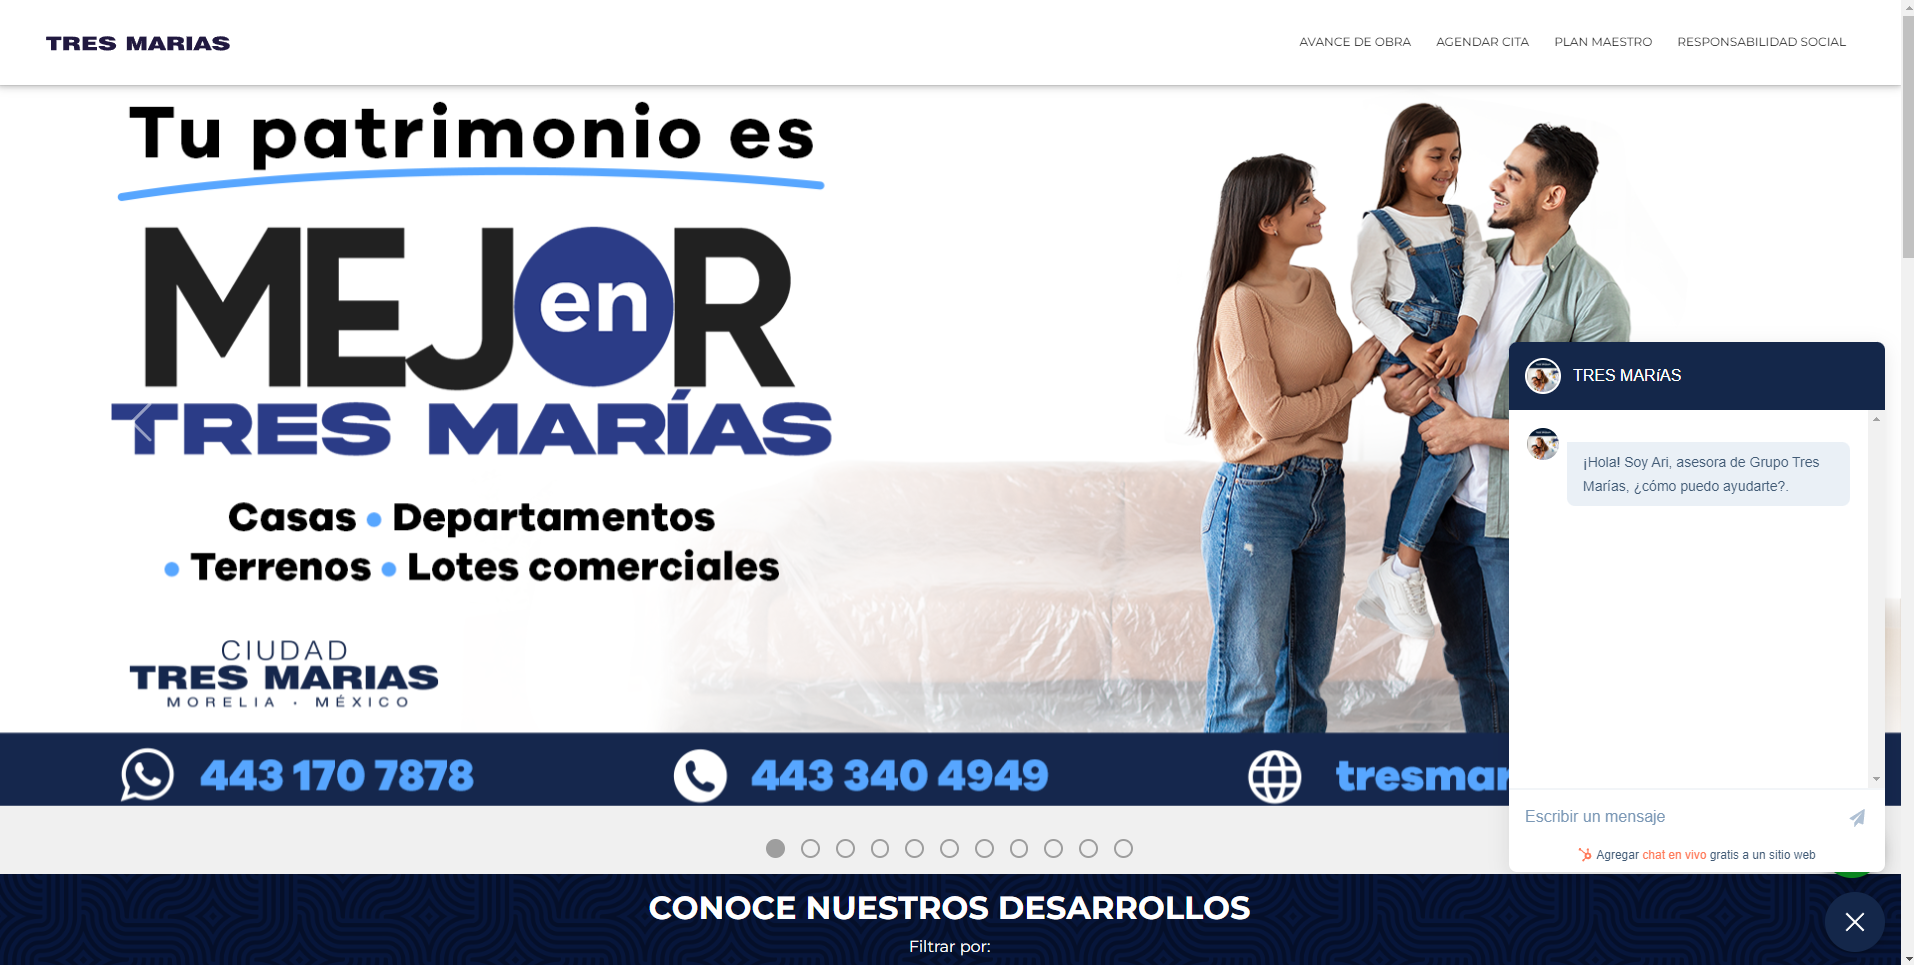 TRES MARIAS
AVANCE DE OBRA
AGENDAR CITA
PLAN MAESTRO
RESPONSABILIDAD SOCIAL
Tu patrimonio es
MEJOR
en
TRES MARÍAS
Casas • Departamentos
• Terrenos • Lotes comerciales
CIUDAD
TRES MARIAS
MORELIA · MÉXICO
443 170 7878
443 340 4949
tresmar
TRES MARíAS
¡Hola! Soy Ari, asesora de Grupo Tres
Marías, ¿cómo puedo ayudarte?.
Escribir un mensaje
Agregar chat en vivo gratis a un sitio web
CONOCE NUESTROS DESARROLLOS
Filtrar por: